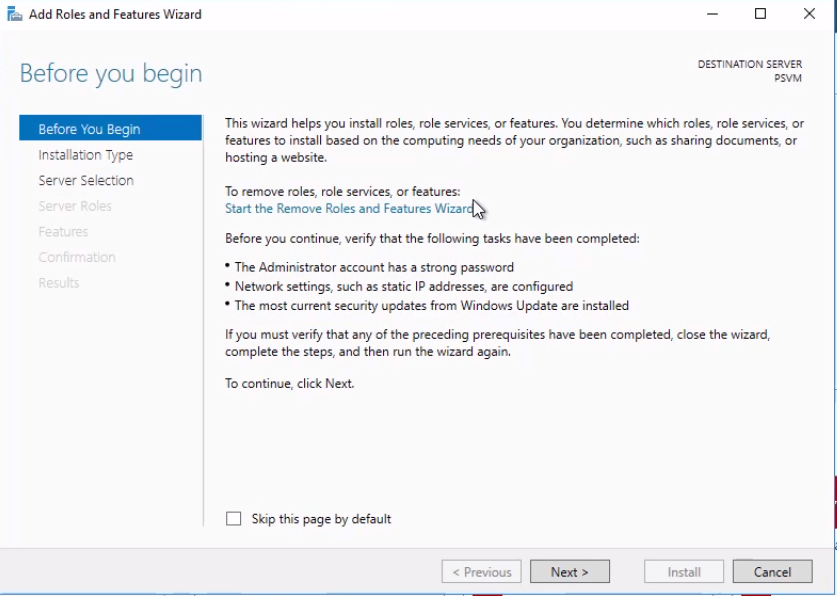 Add Roles and Features Wizard
Before you begin
DESTINATION SERVER
PSVM
Before You Begin
Installation Type
Server Selection
Server Roles
Features
Confirmation
Results
This wizard helps you install roles, role services, or features. You determine which roles, role services, or
features to install based on the computing needs of your organization, such as sharing documents, or
hosting a website.
To remove roles, role services, or features:
Start the Remove Roles and Features Wizard
Before you continue, verify that the following tasks have been completed:
• The Administrator account has a strong password
• Network settings, such as static IP addresses, are configured
• The most current security updates from Windows Update are installed
If you must verify that any of the preceding prerequisites have been completed, close the wizard,
complete the steps, and then run the wizard again.
To continue, click Next.
Skip this page by default
< Previous
Next >
Install
Cancel